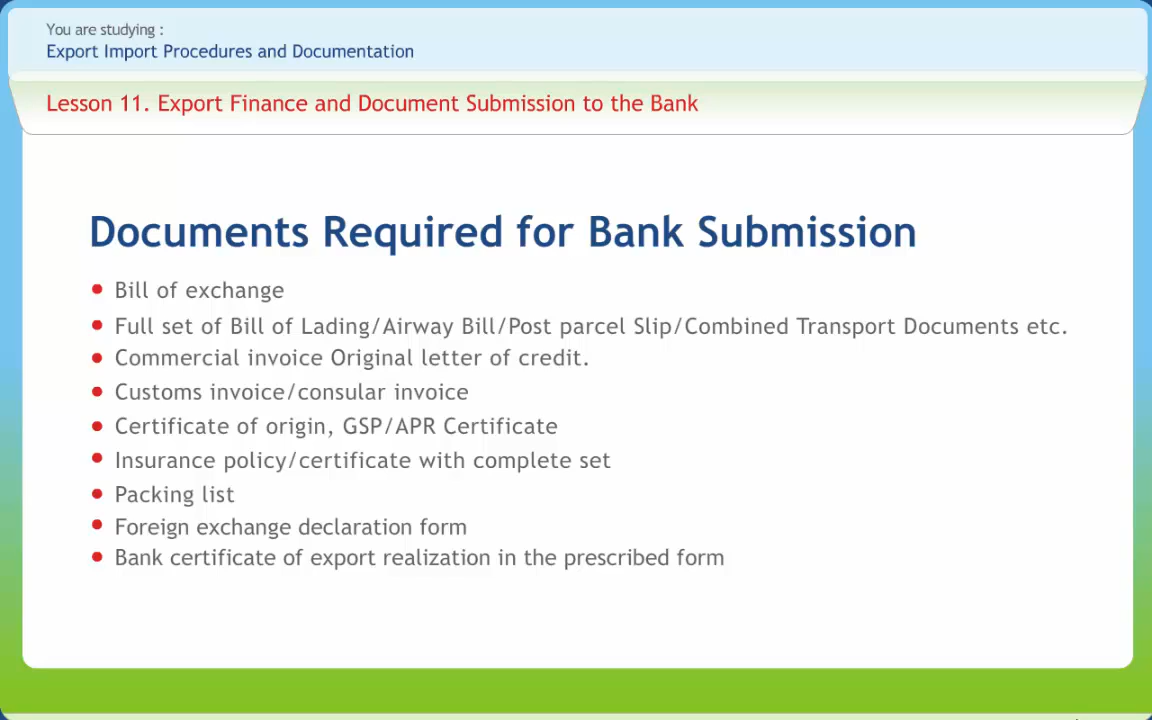 You are studying :
Export Import Procedures and Documentation
Lesson 11. Export Finance and Document Submission to the Bank
Documents Required for Bank Submission
• Bill of exchange
• Full set of Bill of Lading/Airway Bill/Post parcel Slip/Combined Transport Documents etc.
• Commercial invoice Original letter of credit.
• Customs invoice/consular invoice
• Certificate of origin, GSP/APR Certificate
• Insurance policy/certificate with complete set
• Packing list
• Foreign exchange declaration form
• Bank certificate of export realization in the prescribed form